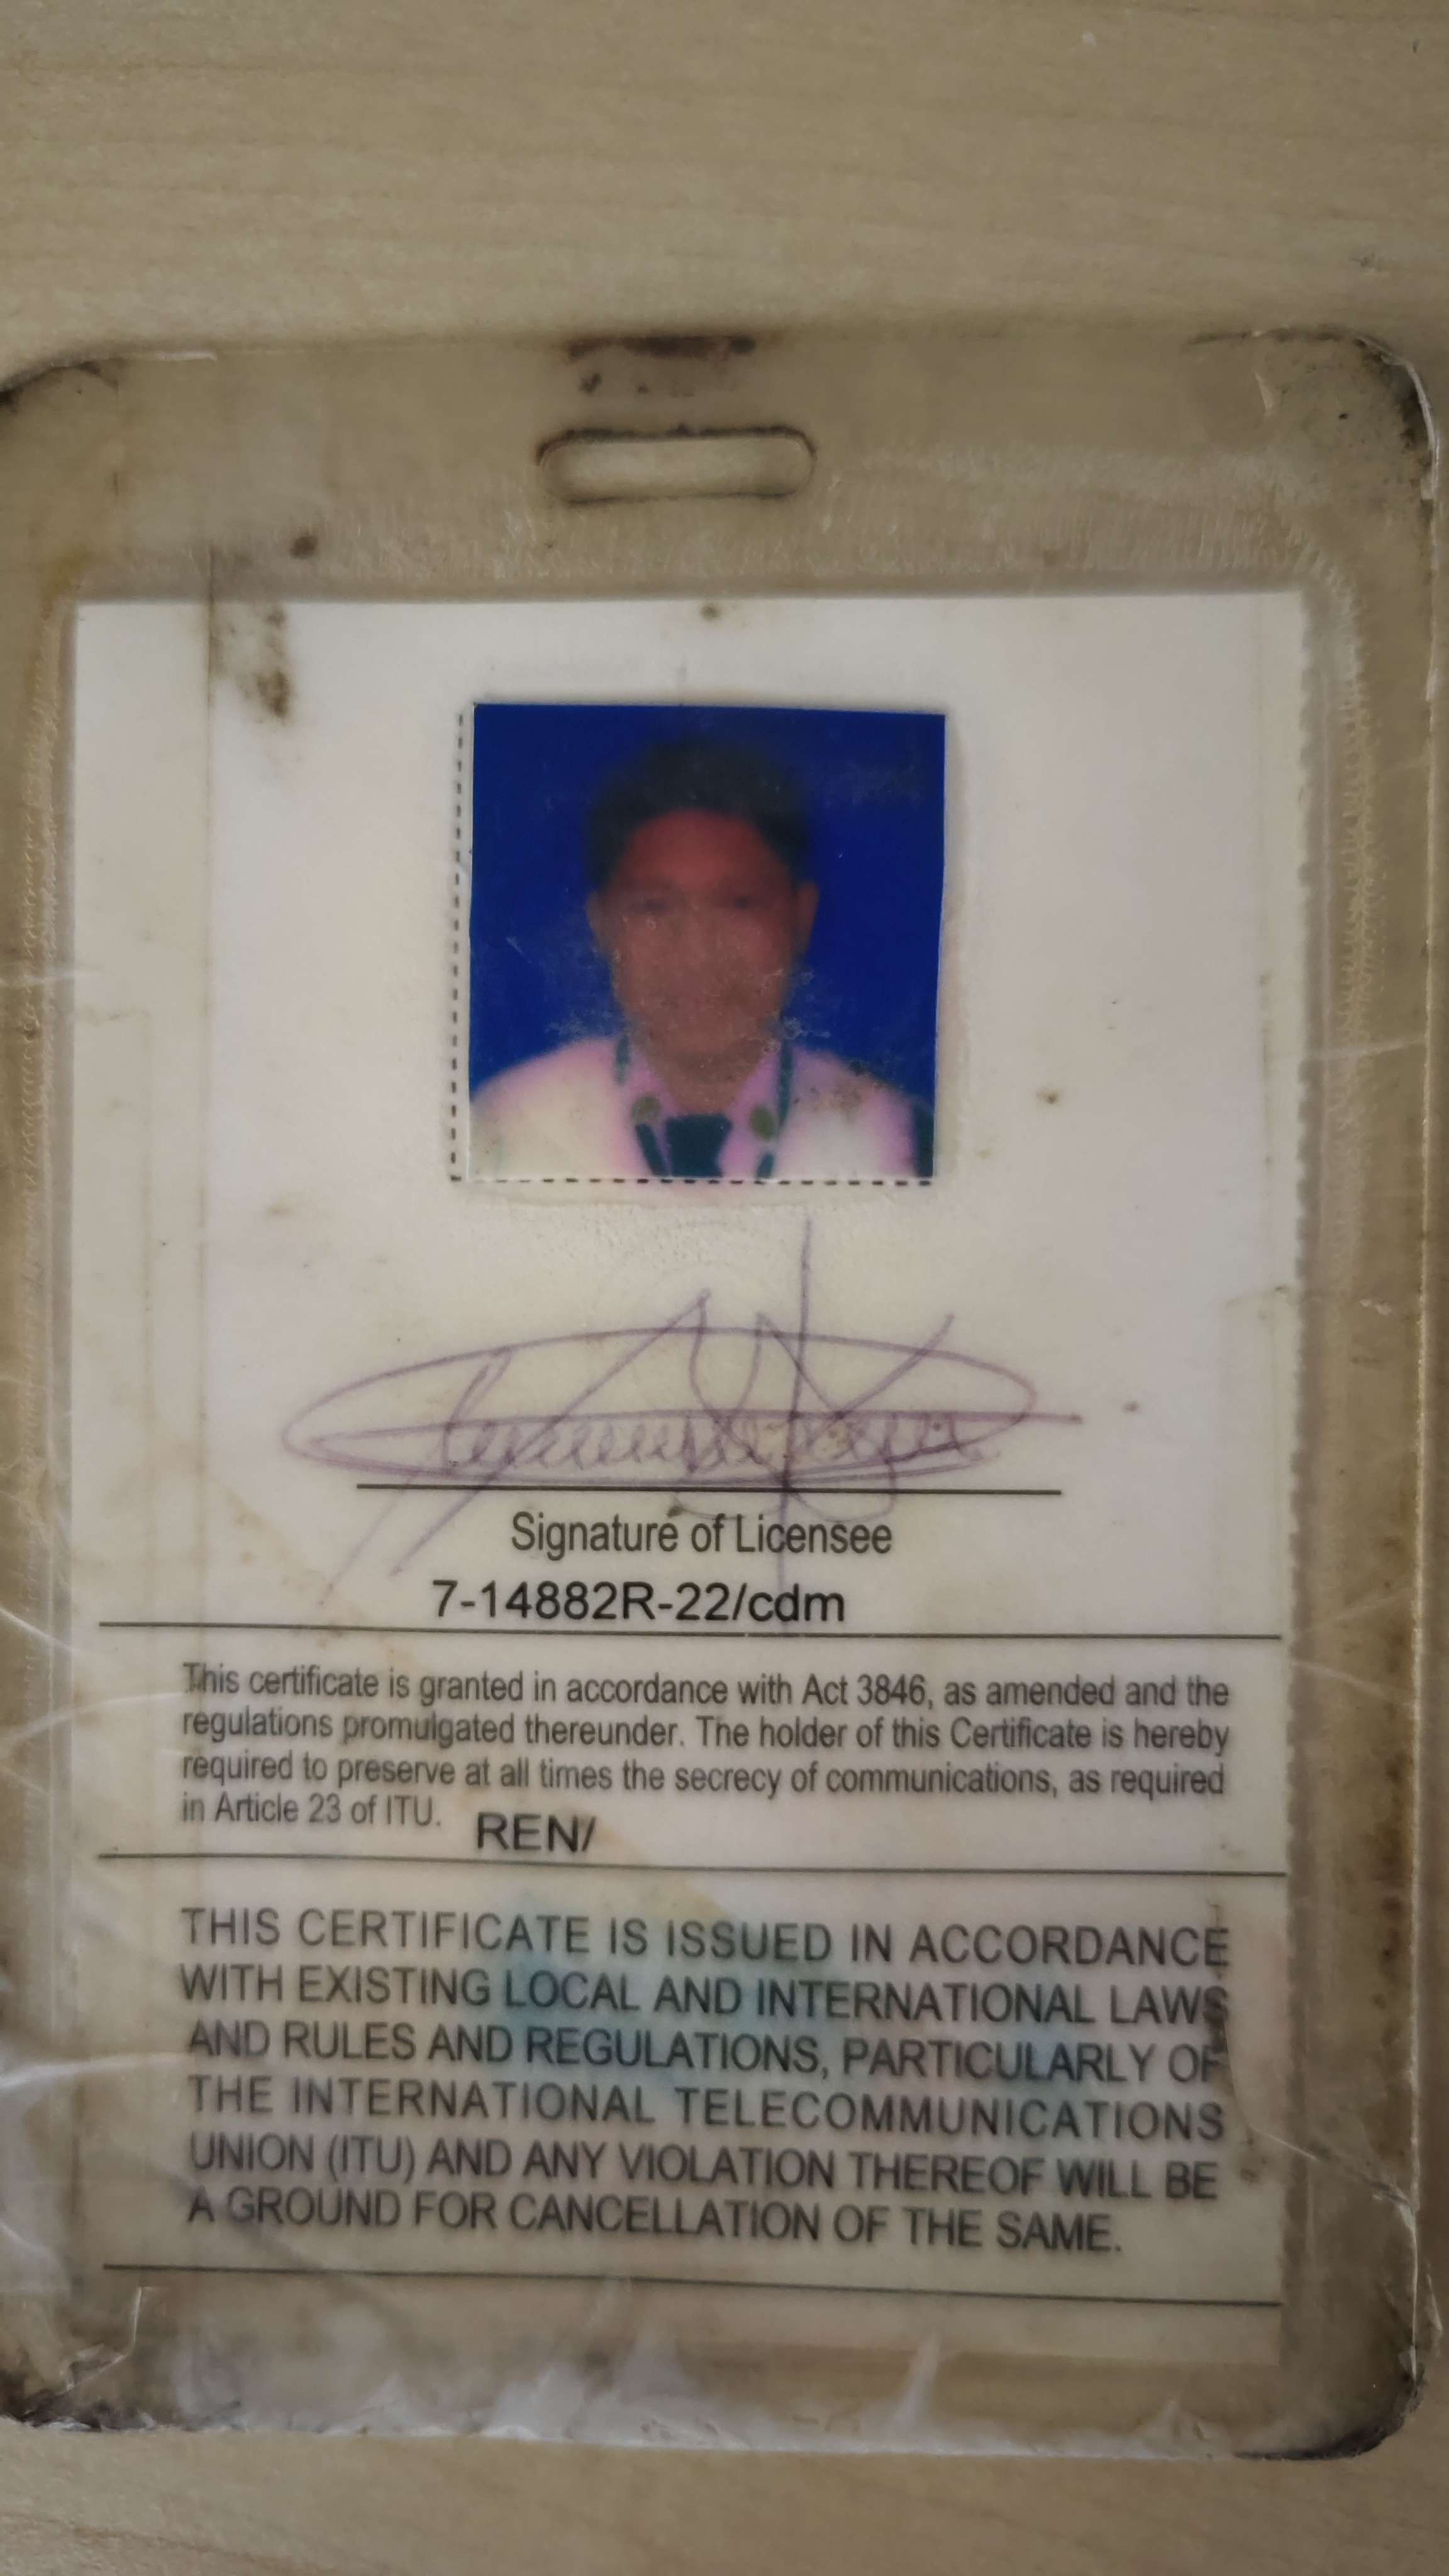 Signature of Licensee
7-14882R-22/cdm
This certificate is granted in accordance with Act 3846, as amended and the
regulations promulgated thereunder. The holder of this Certificate is hereby
required to preserve at all times the secrecy of communications, as required
in Article 23 of ITU.
REN/
THIS CERTIFICATE IS ISSUED IN ACCORDANCE
WITH EXISTING LOCAL AND INTERNATIONAL LAWS
AND RULES AND REGULATIONS, PARTICULARLY OF
THE INTERNATIONAL TELECOMMUNICATIONS
UNION (ITU) AND ANY VIOLATION THEREOF WILL BE
A GROUND FOR CANCELLATION OF THE SAME.